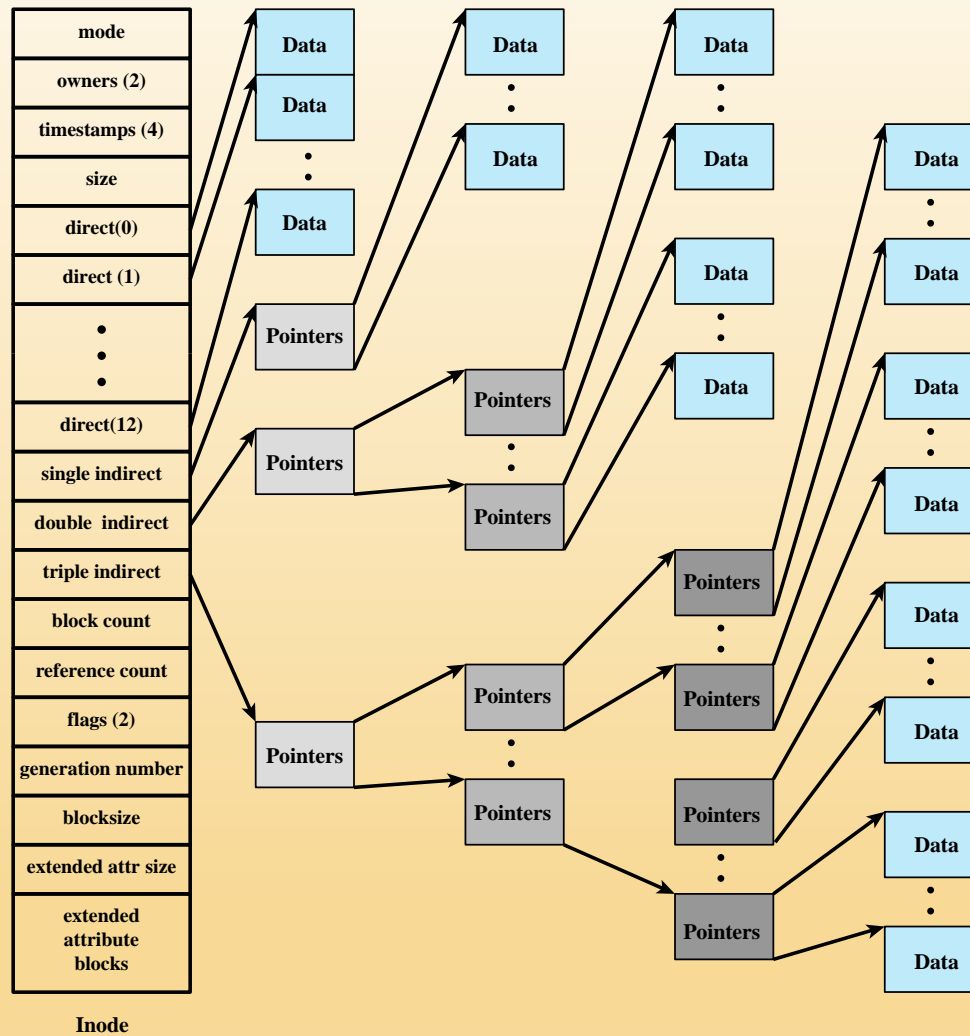 mode
owners (2)
timestamps (4)
size
direct(0)
direct (1)
direct(12)
single indirect
double indirect
triple indirect
block count
reference count
flags (2)
generation number
blocksize
extended attr size
extended
attribute
blocks
Inode
Data
Data
Data
Pointers
Pointers
Pointers
Data
Data
Pointers
Pointers
Pointers
Pointers
Data
Data
Data
Data
Pointers
Pointers
Pointers
Pointers
Data
Data
Data
Data
Data
Data
Data
Data